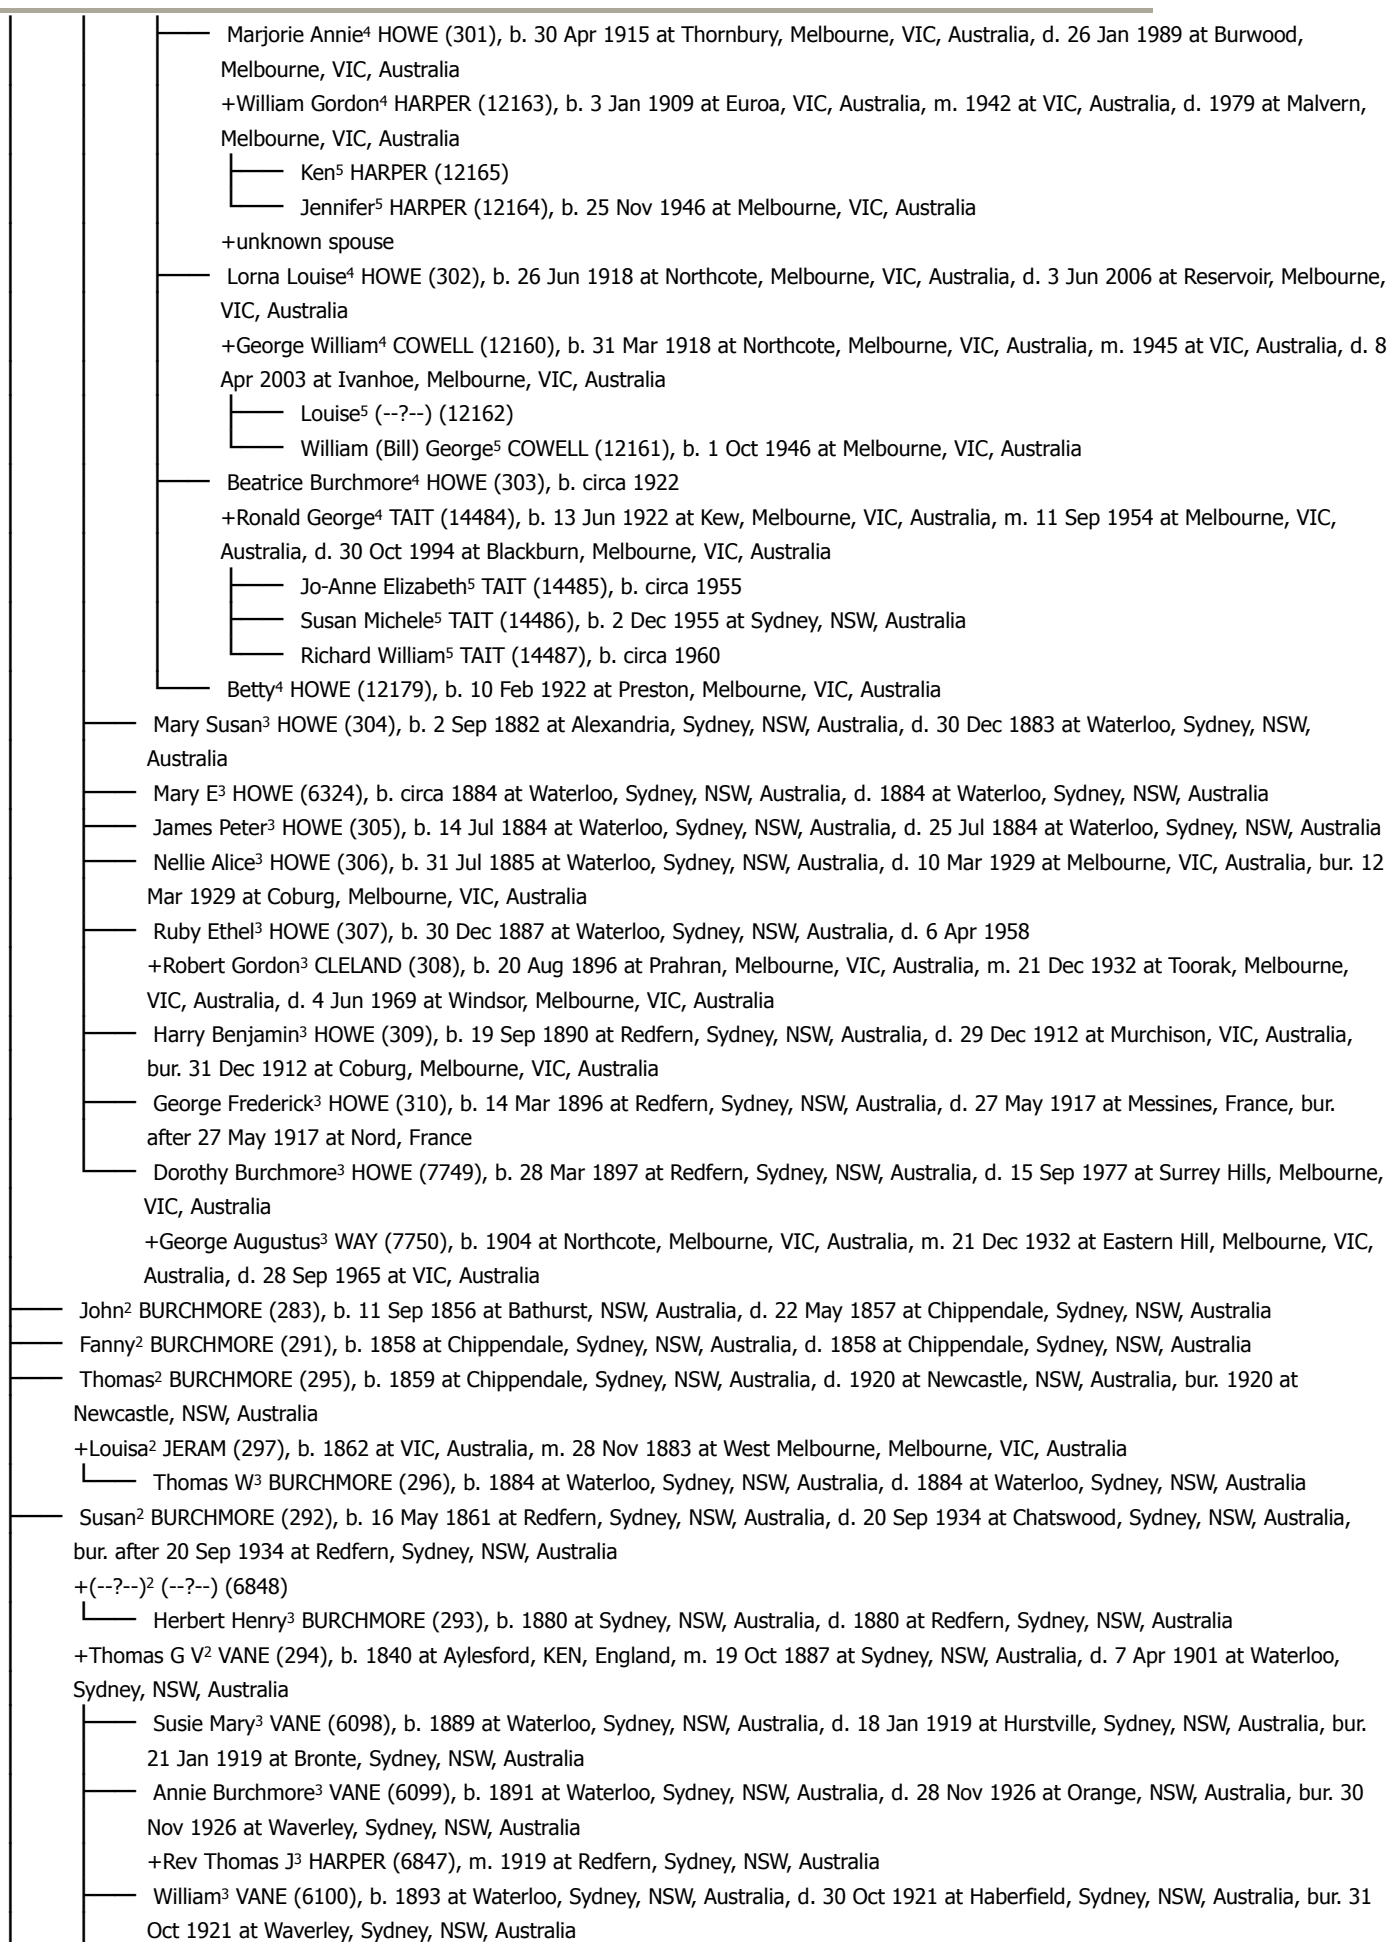 Marjorie Annie⁴ HOWE (301), b. 30 Apr 1915 at Thornbury, Melbourne, VIC, Australia, d. 26 Jan 1989 at Burwood,
Melbourne, VIC, Australia
+William Gordon⁴ HARPER (12163), b. 3 Jan 1909 at Euroa, VIC, Australia, m. 1942 at VIC, Australia, d. 1979 at Malvern,
Melbourne, VIC, Australia
Ken⁵ HARPER (12165)
Jennifer⁵ HARPER (12164), b. 25 Nov 1946 at Melbourne, VIC, Australia
+unknown spouse
Lorna Louise⁴ HOWE (302), b. 26 Jun 1918 at Northcote, Melbourne, VIC, Australia, d. 3 Jun 2006 at Reservoir, Melbourne,
VIC, Australia
+George William⁴ COWELL (12160), b. 31 Mar 1918 at Northcote, Melbourne, VIC, Australia, m. 1945 at VIC, Australia, d. 8
Apr 2003 at Ivanhoe, Melbourne, VIC, Australia
Louise⁵ (--?--) (12162)
William (Bill) George⁵ COWELL (12161), b. 1 Oct 1946 at Melbourne, VIC, Australia
Beatrice Burchmore⁴ HOWE (303), b. circa 1922
+Ronald George⁴ TAIT (14484), b. 13 Jun 1922 at Kew, Melbourne, VIC, Australia, m. 11 Sep 1954 at Melbourne, VIC,
Australia, d. 30 Oct 1994 at Blackburn, Melbourne, VIC, Australia
Jo-Anne Elizabeth⁵ TAIT (14485), b. circa 1955
Susan Michele⁵ TAIT (14486), b. 2 Dec 1955 at Sydney, NSW, Australia
Richard William⁵ TAIT (14487), b. circa 1960
Betty⁴ HOWE (12179), b. 10 Feb 1922 at Preston, Melbourne, VIC, Australia
Mary Susan³ HOWE (304), b. 2 Sep 1882 at Alexandria, Sydney, NSW, Australia, d. 30 Dec 1883 at Waterloo, Sydney, NSW,
Australia
Mary E³ HOWE (6324), b. circa 1884 at Waterloo, Sydney, NSW, Australia, d. 1884 at Waterloo, Sydney, NSW, Australia
James Peter³ HOWE (305), b. 14 Jul 1884 at Waterloo, Sydney, NSW, Australia, d. 25 Jul 1884 at Waterloo, Sydney, NSW, Australia
Nellie Alice³ HOWE (306), b. 31 Jul 1885 at Waterloo, Sydney, NSW, Australia, d. 10 Mar 1929 at Melbourne, VIC, Australia, bur. 12
Mar 1929 at Coburg, Melbourne, VIC, Australia
Ruby Ethel³ HOWE (307), b. 30 Dec 1887 at Waterloo, Sydney, NSW, Australia, d. 6 Apr 1958
+Robert Gordon³ CLELAND (308), b. 20 Aug 1896 at Prahran, Melbourne, VIC, Australia, m. 21 Dec 1932 at Toorak, Melbourne,
VIC, Australia, d. 4 Jun 1969 at Windsor, Melbourne, VIC, Australia
Harry Benjamin³ HOWE (309), b. 19 Sep 1890 at Redfern, Sydney, NSW, Australia, d. 29 Dec 1912 at Murchison, VIC, Australia,
bur. 31 Dec 1912 at Coburg, Melbourne, VIC, Australia
George Frederick³ HOWE (310), b. 14 Mar 1896 at Redfern, Sydney, NSW, Australia, d. 27 May 1917 at Messines, France, bur.
after 27 May 1917 at Nord, France
Dorothy Burchmore³ HOWE (7749), b. 28 Mar 1897 at Redfern, Sydney, NSW, Australia, d. 15 Sep 1977 at Surrey Hills, Melbourne,
VIC, Australia
+George Augustus³ WAY (7750), b. 1904 at Northcote, Melbourne, VIC, Australia, m. 21 Dec 1932 at Eastern Hill, Melbourne, VIC,
Australia, d. 28 Sep 1965 at VIC, Australia
John² BURCHMORE (283), b. 11 Sep 1856 at Bathurst, NSW, Australia, d. 22 May 1857 at Chippendale, Sydney, NSW, Australia
Fanny² BURCHMORE (291), b. 1858 at Chippendale, Sydney, NSW, Australia, d. 1858 at Chippendale, Sydney, NSW, Australia
Thomas² BURCHMORE (295), b. 1859 at Chippendale, Sydney, NSW, Australia, d. 1920 at Newcastle, NSW, Australia, bur. 1920 at
Newcastle, NSW, Australia
+Louisa² JERAM (297), b. 1862 at VIC, Australia, m. 28 Nov 1883 at West Melbourne, Melbourne, VIC, Australia
Thomas W³ BURCHMORE (296), b. 1884 at Waterloo, Sydney, NSW, Australia, d. 1884 at Waterloo, Sydney, NSW, Australia
Susan² BURCHMORE (292), b. 16 May 1861 at Redfern, Sydney, NSW, Australia, d. 20 Sep 1934 at Chatswood, Sydney, NSW, Australia,
bur. after 20 Sep 1934 at Redfern, Sydney, NSW, Australia
+(--?--)² (--?--) (6848)
Herbert Henry³ BURCHMORE (293), b. 1880 at Sydney, NSW, Australia, d. 1880 at Redfern, Sydney, NSW, Australia
+Thomas G V² VANE (294), b. 1840 at Aylesford, KEN, England, m. 19 Oct 1887 at Sydney, NSW, Australia, d. 7 Apr 1901 at Waterloo,
Sydney, NSW, Australia
Susie Mary³ VANE (6098), b. 1889 at Waterloo, Sydney, NSW, Australia, d. 18 Jan 1919 at Hurstville, Sydney, NSW, Australia, bur.
21 Jan 1919 at Bronte, Sydney, NSW, Australia
Annie Burchmore³ VANE (6099), b. 1891 at Waterloo, Sydney, NSW, Australia, d. 28 Nov 1926 at Orange, NSW, Australia, bur. 30
Nov 1926 at Waverley, Sydney, NSW, Australia
+Rev Thomas J³ HARPER (6847), m. 1919 at Redfern, Sydney, NSW, Australia
William³ VANE (6100), b. 1893 at Waterloo, Sydney, NSW, Australia, d. 30 Oct 1921 at Haberfield, Sydney, NSW, Australia, bur. 31
Oct 1921 at Waverley, Sydney, NSW, Australia